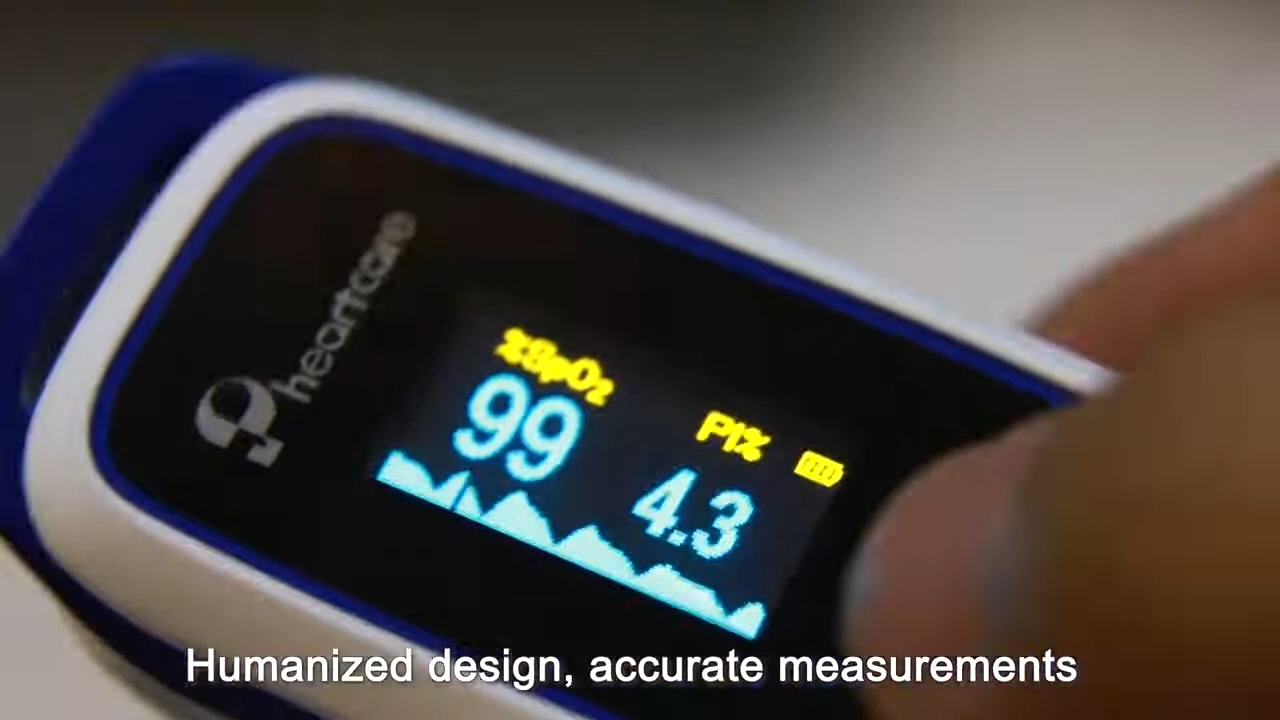 heartcare
%SpO₂
99
PI%
4.3
Humanized design, accurate measurements